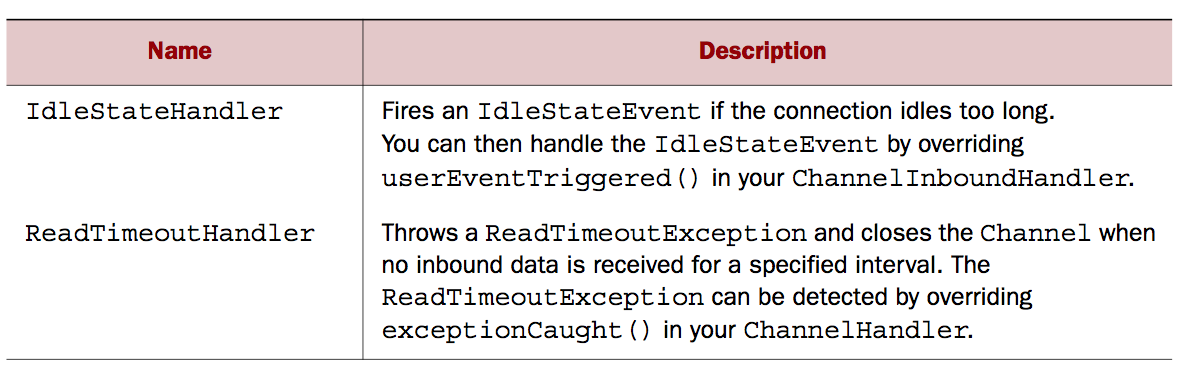 Name Description
IdleStateHandler Fires an IdleStateEvent if the connection idles too long.
You can then handle the IdleStateEvent by overriding
userEventTriggered() in your ChannelInboundHandler.
ReadTimeoutHandler Throws a ReadTimeoutException and closes the Channel when
no inbound data is received for a specified interval. The
ReadTimeoutException can be detected by overriding
exceptionCaught() in your ChannelHandler.